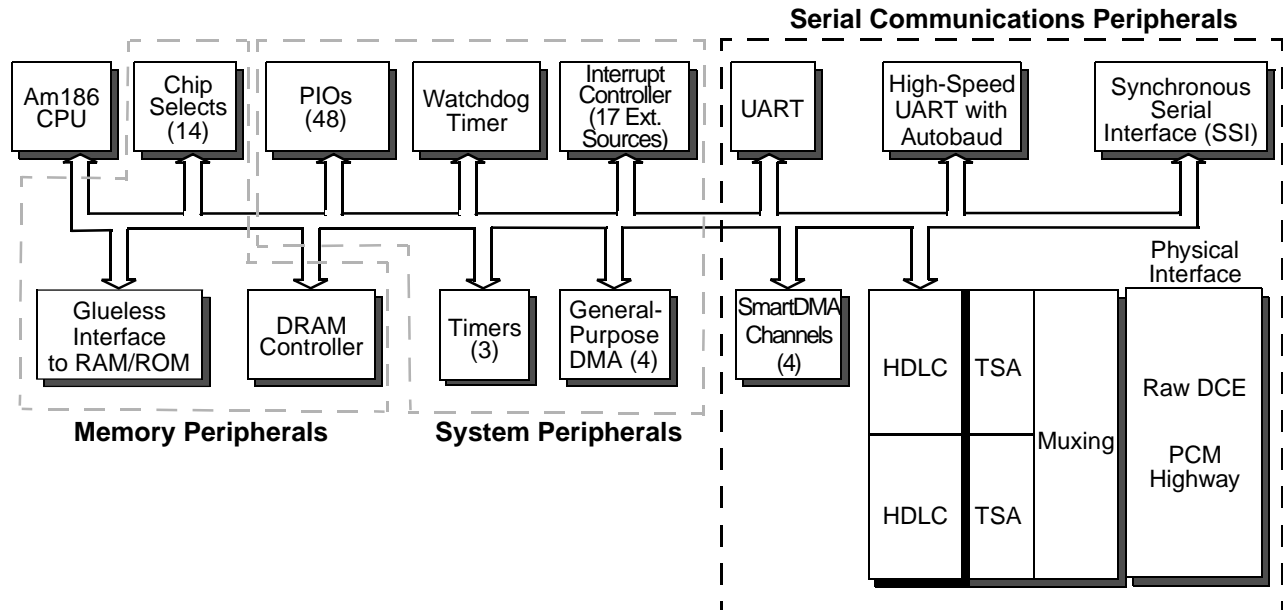 Serial Communications Peripherals
Am186
CPU
Chip
Selects
(14)
PIOs
(48)
Watchdog
Timer
Interrupt
Controller
(17 Ext.
Sources)
UART
High-Speed
UART with
Autobaud
Synchronous
Serial
Interface (SSI)
Glueless
Interface
to RAM/ROM
DRAM
Controller
Timers
(3)
General-
Purpose
DMA (4)
SmartDMA
Channels
(4)
HDLC
TSA
HDLC
TSA
Muxing
Physical
Interface
Raw DCE
PCM
Highway
Memory Peripherals
System Peripherals